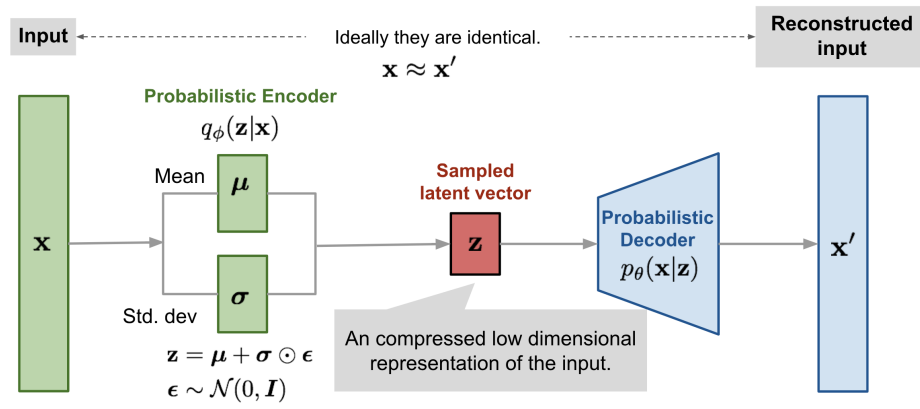 Input
Ideally they are identical.
x ≈ x′
Reconstructed
input
Probabilistic Encoder
qϕ(z|x)
Mean
μ
Sampled
latent vector
x
z
Probabilistic
Decoder
pθ(x|z)
x′
σ
Std. dev
z = μ + σ ⊙ ϵ
ϵ ∼ 𝒩(0, I)
An compressed low dimensional
representation of the input.